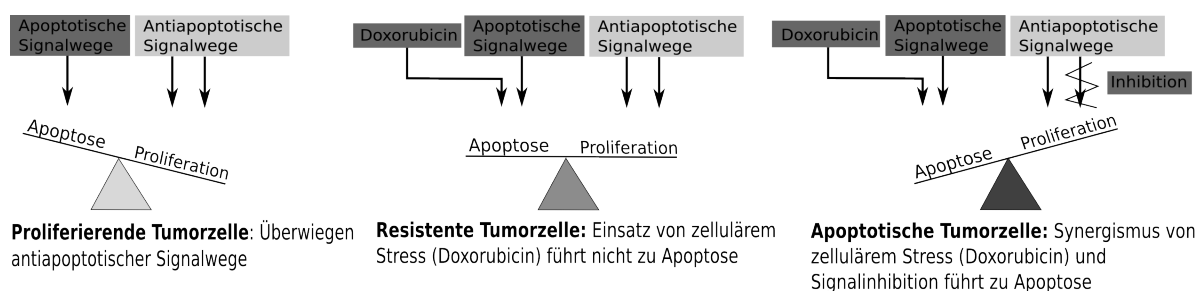 Apoptotische
Signalwege
Antiapoptotische
Signalwege
Apoptose
Proliferation
Proliferierende Tumorzelle: Überwiegen
antiapoptotischer Signalwege
Doxorubicin
Apoptotische
Signalwege
Antiapoptotische
Signalwege
Apoptose
Proliferation
Resistente Tumorzelle: Einsatz von zellulärem
Stress (Doxorubicin) führt nicht zu Apoptose
Doxorubicin
Apoptotische
Signalwege
Antiapoptotische
Signalwege
Inhibition
Apoptose
Proliferation
Apoptotische Tumorzelle: Synergismus von
zellulärem Stress (Doxorubicin) und
Signalinhibition führt zu Apoptose